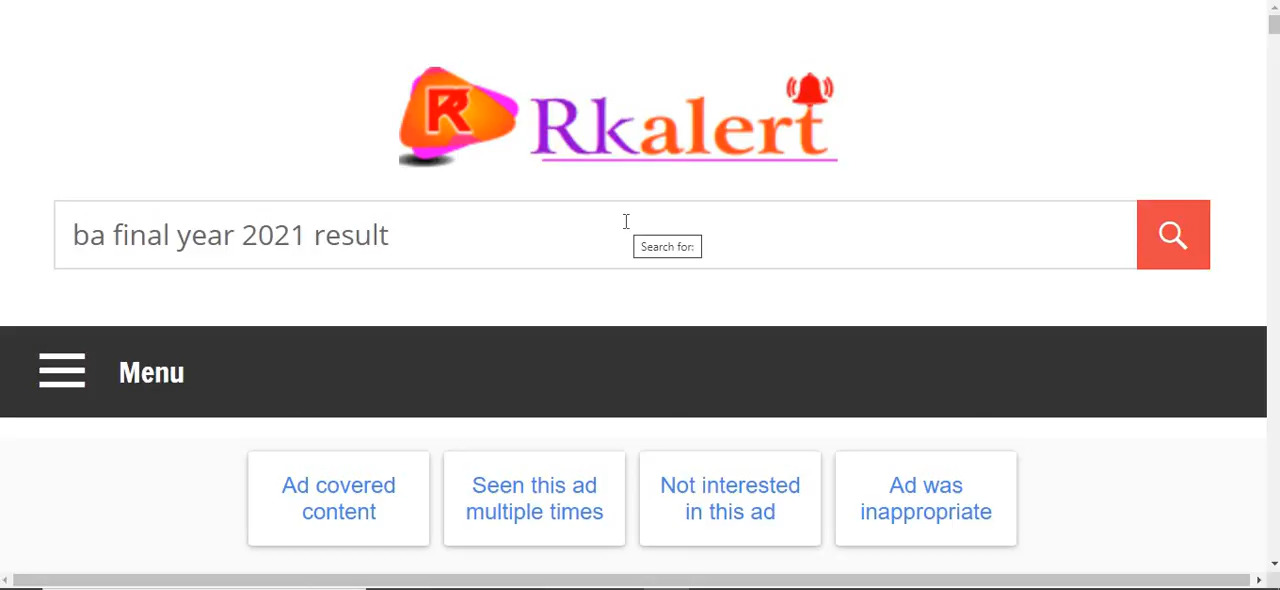 R Rkalert
ba final year 2021 result
Search for:
Menu
Ad covered
content
Seen this ad
multiple times
Not interested
in this ad
Ad was
inappropriate